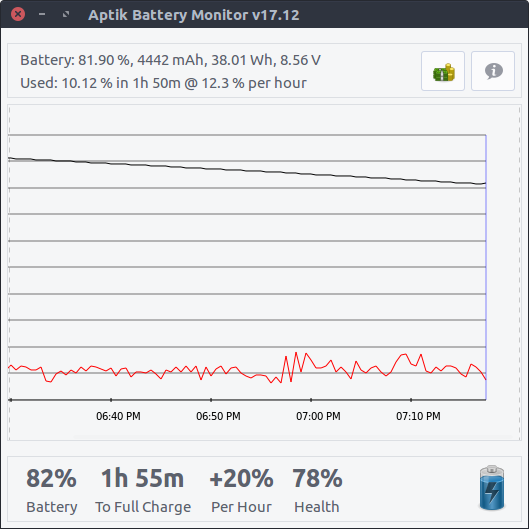 Aptik Battery Monitor v17.12
Battery: 81.90 %, 4442 mAh, 38.01 Wh, 8.56 V
Used: 10.12 % in 1h 50m @ 12.3 % per hour
06:40 PM 06:50 PM 07:00 PM 07:10 PM
82% 1h 55m +20% 78%
Battery To Full Charge Per Hour Health